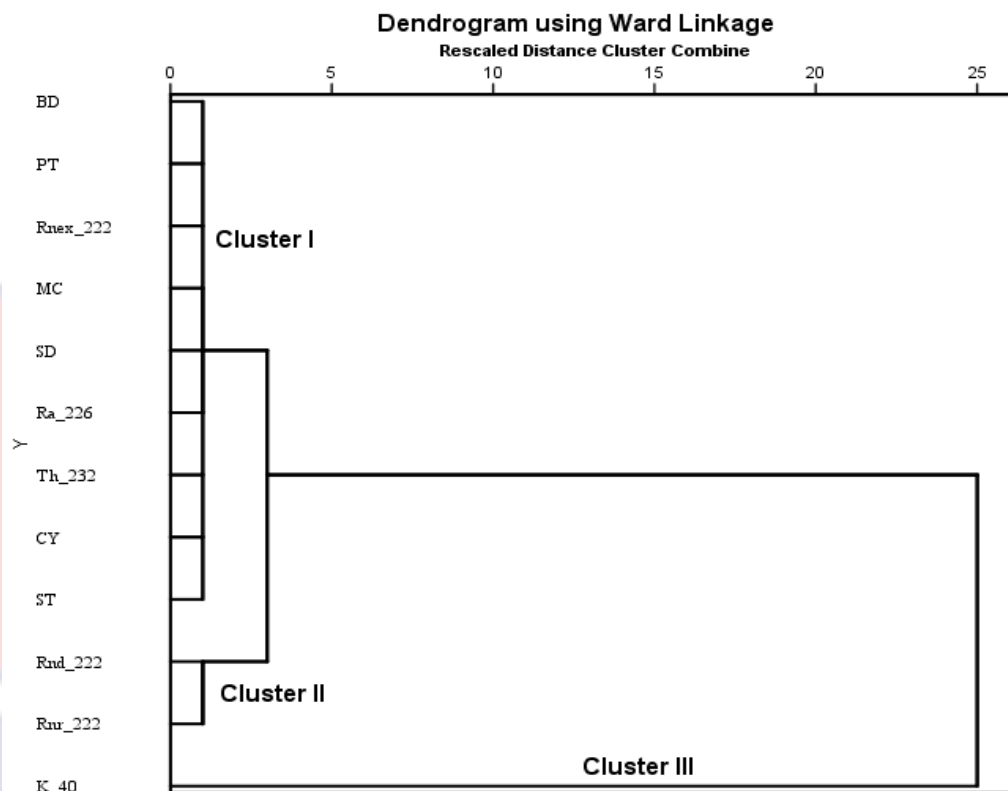 Dendrogram using Ward Linkage
Rescaled Distance Cluster Combine
0 5 10 15 20 25
BD
PT
Rnex_222
Cluster I
MC
SD
Ra_226
Y
Th_232
CY
ST
Rnd_222
Cluster II
Rnr_222
Cluster III
K_40